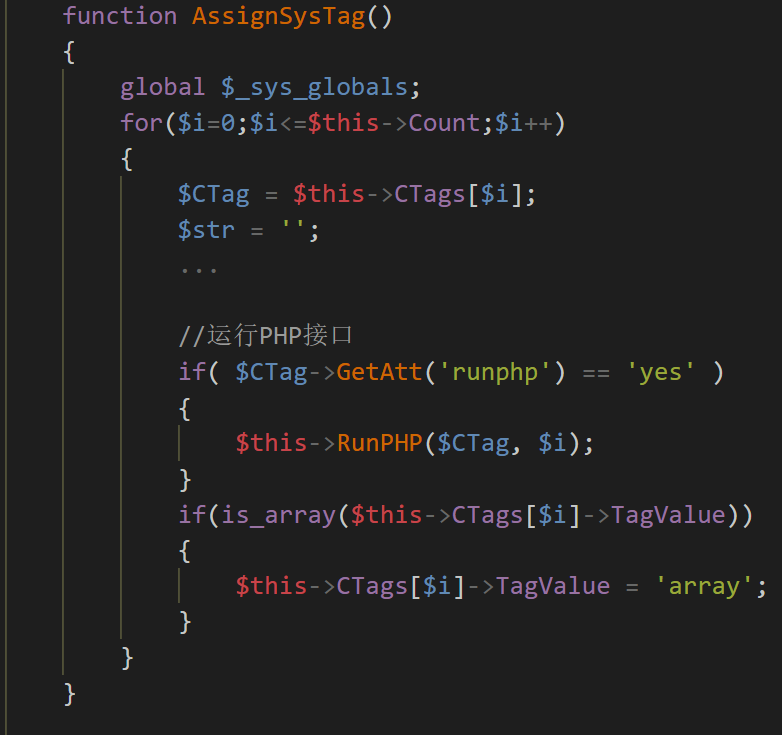 function AssignSysTag()
{
global $_sys_globals;
for($i=0;$i<=$this->Count;$i++)
{
$CTag = $this->CTags[$i];
$str = '';
...
//运行PHP接口
if( $CTag->GetAtt('runphp') == 'yes' )
{
$this->RunPHP($CTag, $i);
}
if(is_array($this->CTags[$i]->TagValue))
{
$this->CTags[$i]->TagValue = 'array';
}
}
}